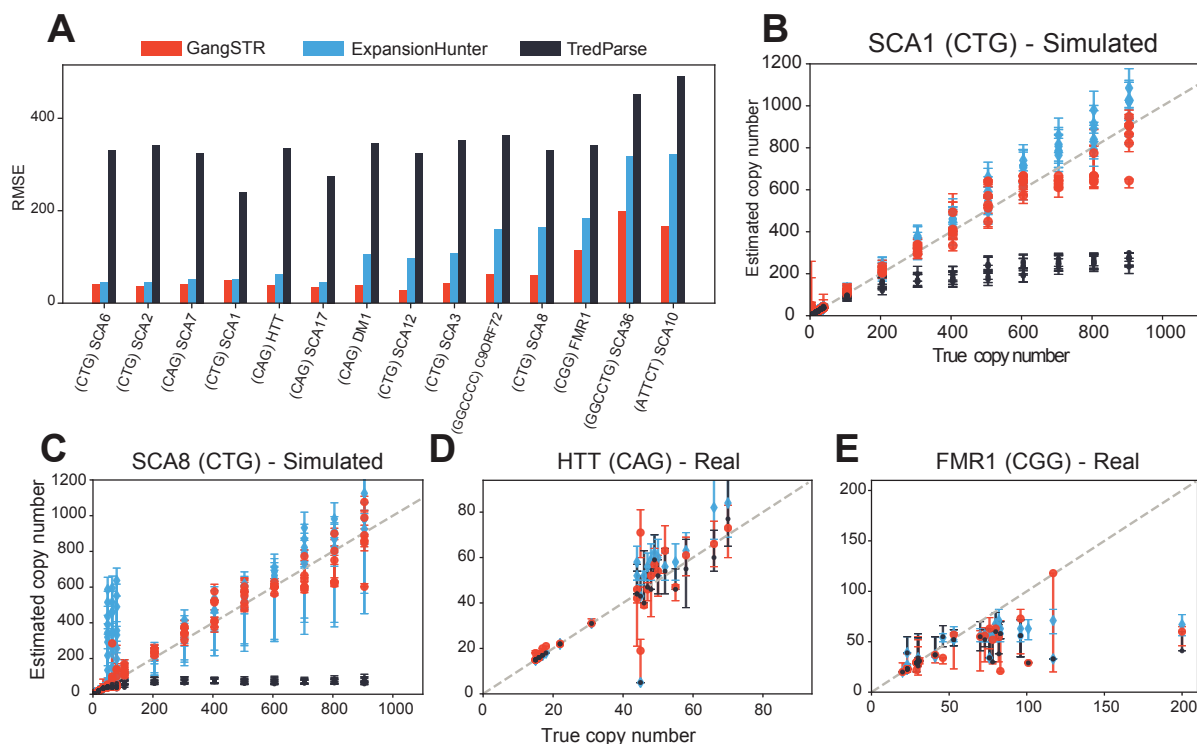 A
GangSTR ExpansionHunter TredParse
RMSE
400
200
0
(CTG) SCA6
(CTG) SCA2
(CAG) SCA7
(CTG) SCA1
(CAG) HTT
(CAG) SCA17
(CAG) DM1
(CTG) SCA12
(CTG) SCA3
(GGCCCC) C9ORF72
(CTG) SCA8
(CGG) FMR1
(GGCCTG) SCA36
(ATTCT) SCA10
B
SCA1 (CTG) - Simulated
Estimated copy number
1200
1000
800
600
400
200
0
0 200 400 600 800 1000
True copy number
C
SCA8 (CTG) - Simulated
Estimated copy number
1200
1000
800
600
400
200
0
0 200 400 600 800 1000
D
HTT (CAG) - Real
80
60
40
20
0
0 20 40 60 80
True copy number
E
FMR1 (CGG) - Real
200
150
100
50
0
0 50 100 150 200